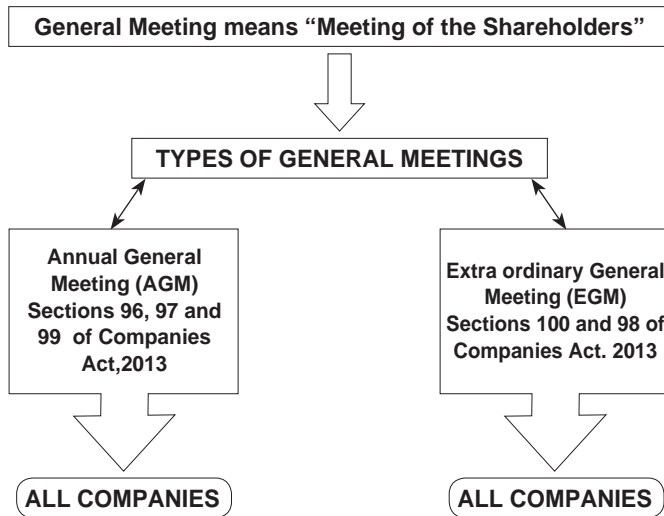 General Meeting means “Meeting of the Shareholders”
TYPES OF GENERAL MEETINGS
Annual General
Meeting (AGM)
Sections 96, 97 and
99 of Companies
Act,2013
Extra ordinary General
Meeting (EGM)
Sections 100 and 98 of
Companies Act. 2013
ALL COMPANIES
ALL COMPANIES